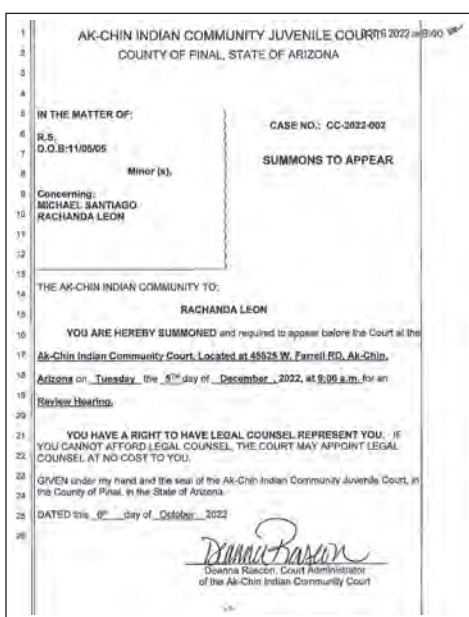 AK-CHIN INDIAN COMMUNITY JUVENILE COURT
COUNTY OF PINAL, STATE OF ARIZONA
IN THE MATTER OF:
R.S.
D.O.B:11/05/05
Minor (s),
Concerning:
MICHAEL SANTIAGO
RACHANDA LEON
CASE NO.: CC-2022-002
SUMMONS TO APPEAR
THE AK-CHIN INDIAN COMMUNITY TO:
RACHANDA LEON
YOU ARE HEREBY SUMMONED and required to appear before the Court at the
Ak-Chin Indian Community Court, Located at 45625 W. Farrell RD, Ak-Chin,
Arizona on Tuesday the 5TH day of December, 2022, at 9:00 a.m. for an
Review Hearing.
YOU HAVE A RIGHT TO HAVE LEGAL COUNSEL REPRESENT YOU. IF
YOU CANNOT AFFORD LEGAL COUNSEL, THE COURT MAY APPOINT LEGAL
COUNSEL AT NO COST TO YOU.
GIVEN under my hand and the seal of the Ak-Chin Indian Community Juvenile Court, in
the County of Pinal, in the State of Arizona.
DATED this 6th day of October 2022
Deanna Rascon
Deanna Rascon, Court Administrator
of the Ak-Chin Indian Community Court